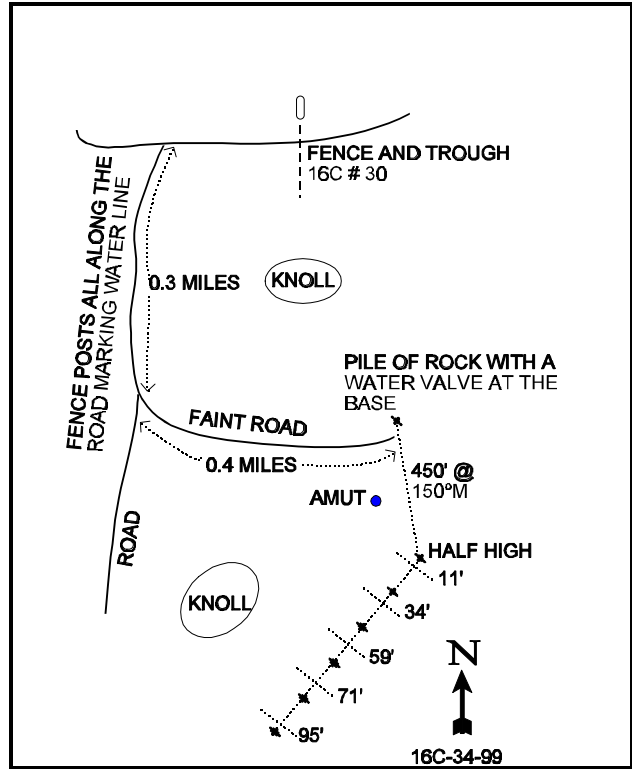 FENCE AND TROUGH
16C # 30
FENCE POSTS ALL ALONG THE
ROAD MARKING WATER LINE
0.3 MILES
KNOLL
PILE OF ROCK WITH A
WATER VALVE AT THE
BASE
FAINT ROAD
0.4 MILES
450' @
150°M
AMUT
ROAD
HALF HIGH
11'
KNOLL
34'
59'
71'
95'
N
16C-34-99